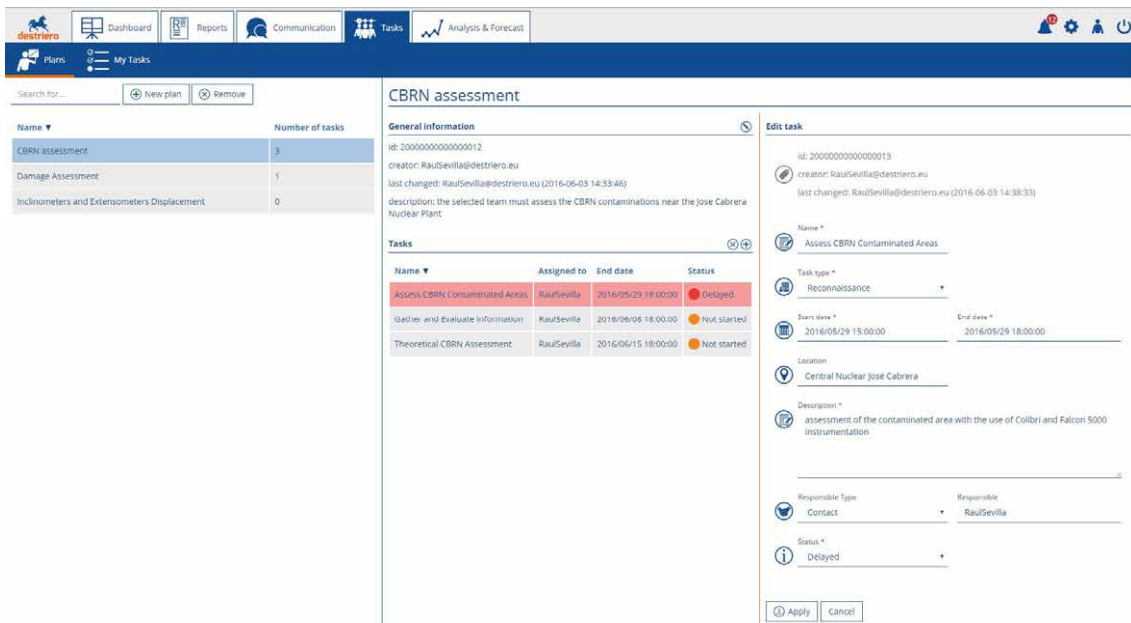 destriero
Dashboard
Reports
Communication
Tasks
Analysis & Forecast
12
Plans
My Tasks
Search for...
New plan
Remove
Name ▼ Number of tasks
CBRN assessment 3
Damage Assessment 1
Inclinometers and Extensometers Displacement 0
CBRN assessment
General information
id: 20000000000000012
creator: RaulSevilla@destriero.eu
last changed: RaulSevilla@destriero.eu (2016-06-03 14:33:46)
description: the selected team must assess the CBRN contaminations near the Jose Cabrera
Nuclear Plant
Tasks
Name ▼ Assigned to End date Status
Assess CBRN Contaminated Areas RaulSevilla 2016/05/29 18:00:00 Delayed
Gather and Evaluate Information RaulSevilla 2016/06/08 18:00:00 Not started
Theoretical CBRN Assessment RaulSevilla 2016/06/15 18:00:00 Not started
Edit task
id: 20000000000000013
creator: RaulSevilla@destriero.eu
last changed: RaulSevilla@destriero.eu (2016-06-03 14:38:33)
Name *
Assess CBRN Contaminated Areas
Task type *
Reconnaissance
Start date * End date *
2016/05/29 15:00:00 2016/05/29 18:00:00
Location
Central Nuclear José Cabrera
Description *
assessment of the contaminated area with the use of Colibri and Falcon 5000
instrumentation
Responsible Type Responsible
Contact RaulSevilla
Status *
Delayed
Apply Cancel